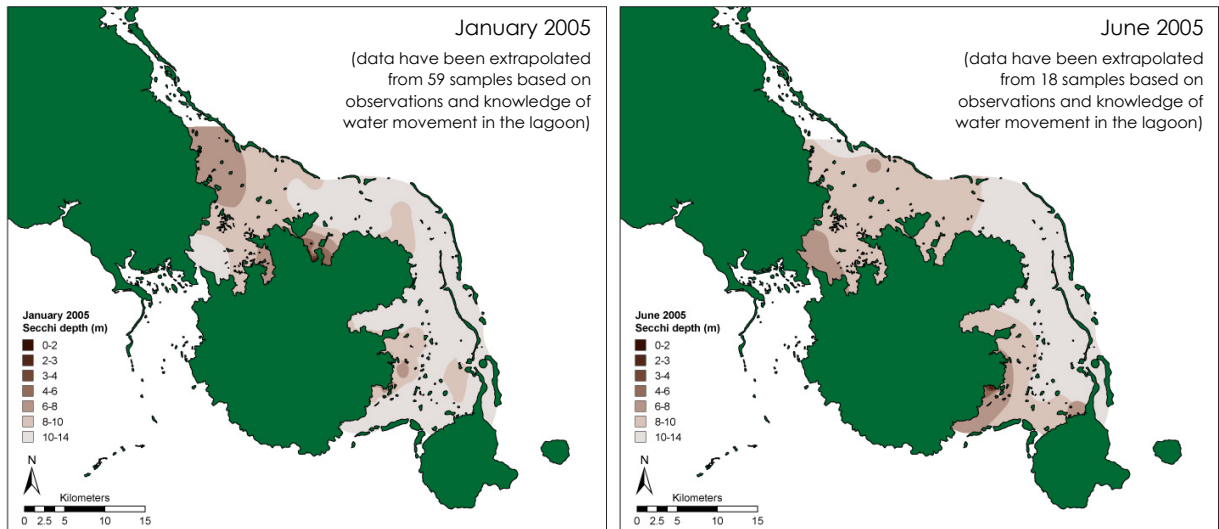 January 2005
(data have been extrapolated
from 59 samples based on
observations and knowledge of
water movement in the lagoon)
January 2005
Secchi depth (m)
0-2
2-3
3-4
4-6
6-8
8-10
10-14
N
Kilometers
0 2.5 5 10 15
June 2005
(data have been extrapolated
from 18 samples based on
observations and knowledge of
water movement in the lagoon)
June 2005
Secchi depth (m)
0-2
2-3
3-4
4-6
6-8
8-10
10-14
N
Kilometers
0 2.5 5 10 15